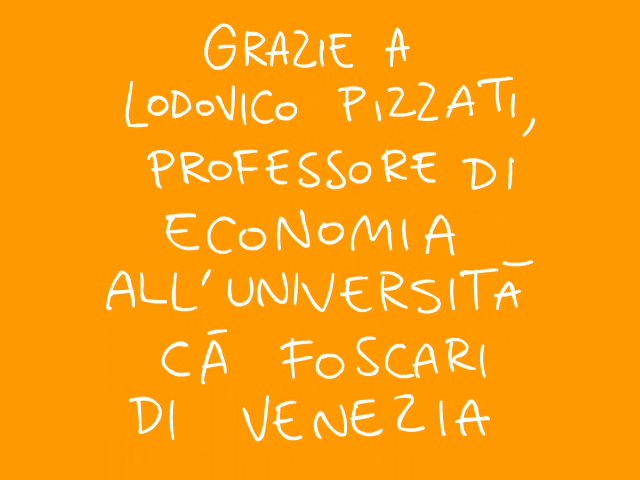 GRAZIE A
LODOVICO PIZZATI,
PROFESSORE DI
ECONOMIA
ALL'UNIVERSITĀ
CĀ FOSCARI
DI VENEZIA